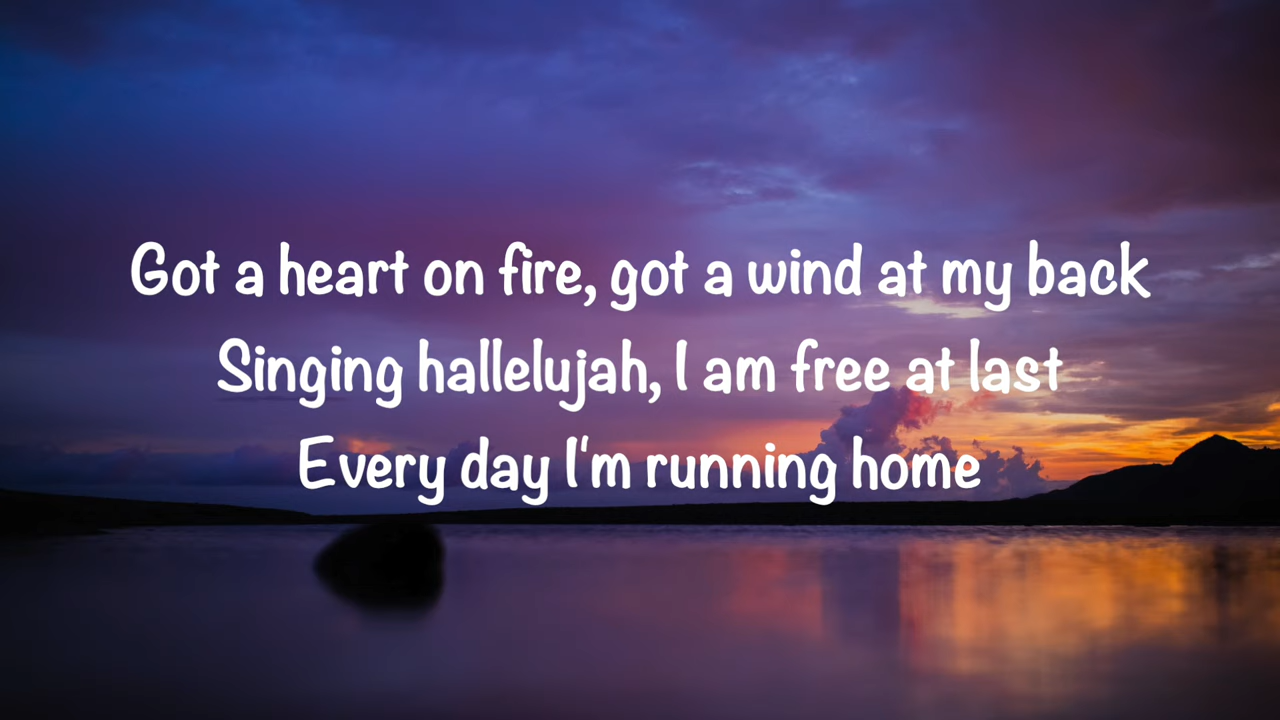 Got a heart on fire, got a wind at my back
Singing hallelujah, I am free at last
Every day I'm running home